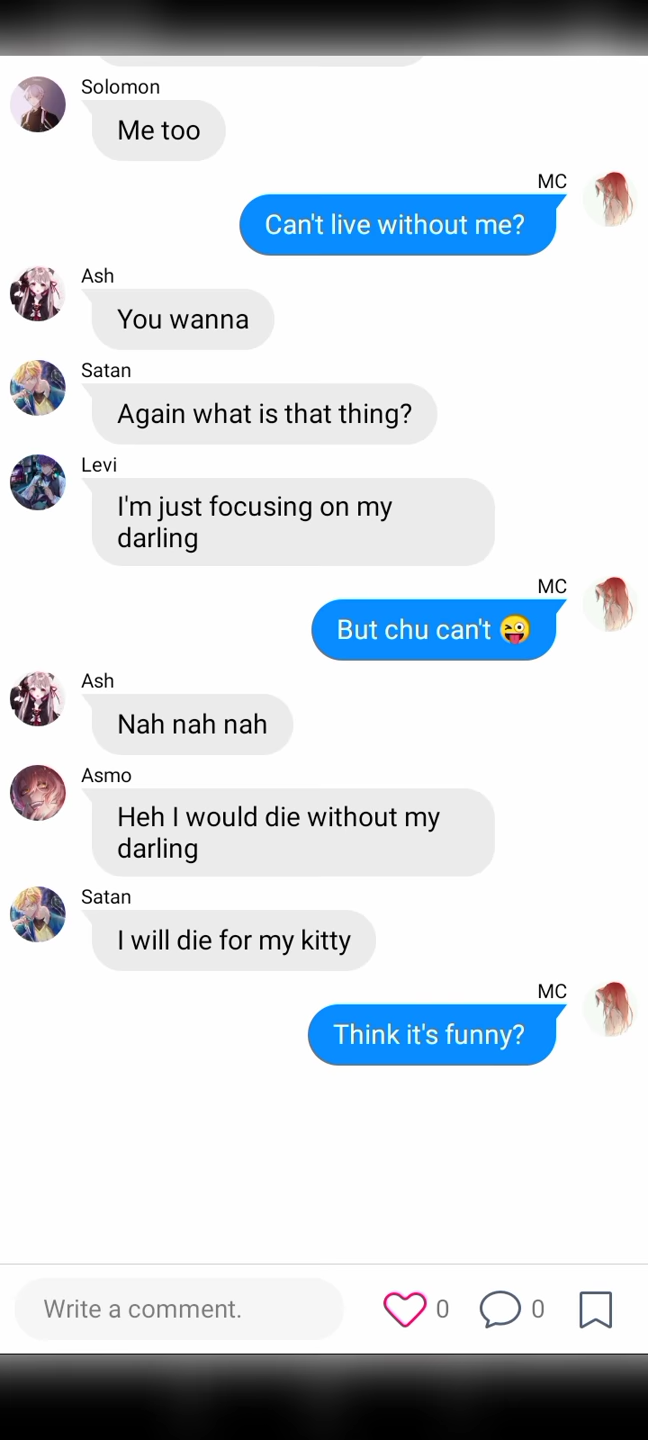 Solomon
Me too
MC
Can't live without me?
Ash
You wanna
Satan
Again what is that thing?
Levi
I'm just focusing on my
darling
MC
But chu can't 😜
Ash
Nah nah nah
Asmo
Heh I would die without my
darling
Satan
I will die for my kitty
MC
Think it's funny?
Write a comment.
0
0